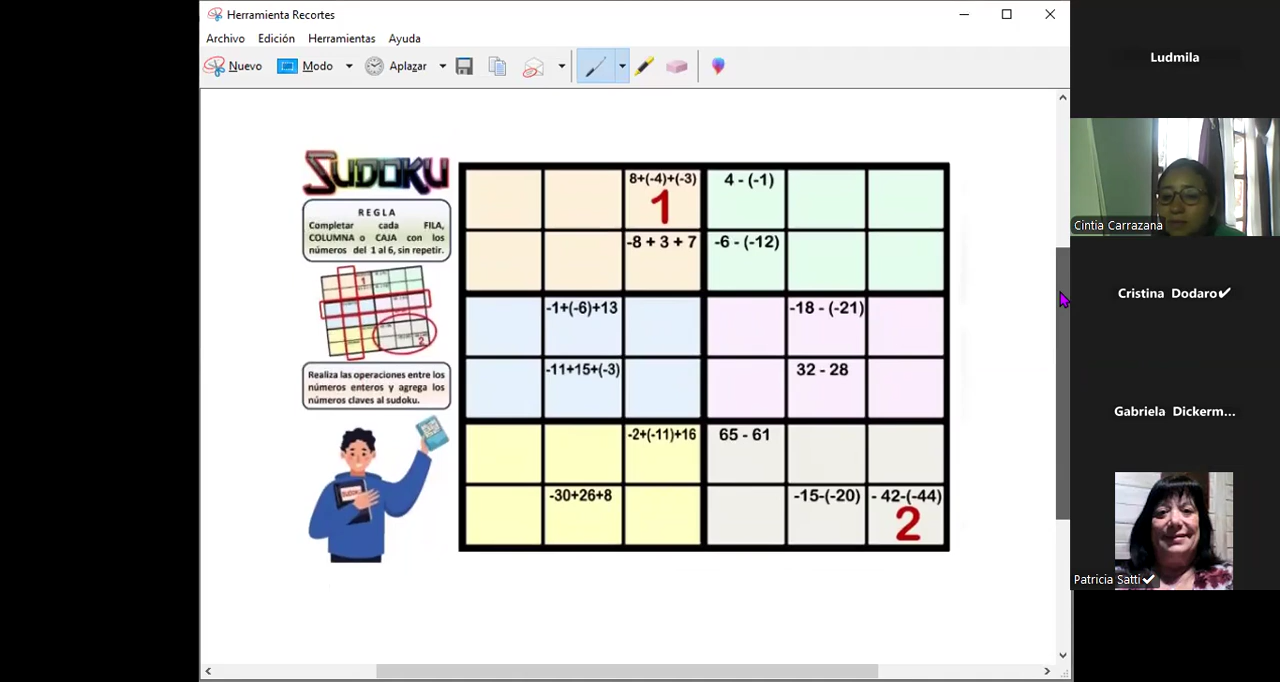 Herramienta Recortes
Archivo Edición Herramientas Ayuda
Nuevo Modo Aplazar
SUDOKU
REGLA
Completar cada FILA,
COLUMNA o CAJA con los
números del 1 al 6, sin repetir.
Realiza las operaciones entre los
números enteros y agrega los
números claves al sudoku.
SUDOKU
8+(-4)+(-3) 4 - (-1)
1
-8 + 3 + 7 -6 - (-12)
-1+(-6)+13 -18 - (-21)
-11+15+(-3) 32 - 28
-2+(-11)+16 65 - 61
-30+26+8 -15-(-20) - 42-(-44)
2
Ludmila
Cintia Carrazana
Cristina Dodaro✔
Gabriela Dickerm...
Patricia Satti✔